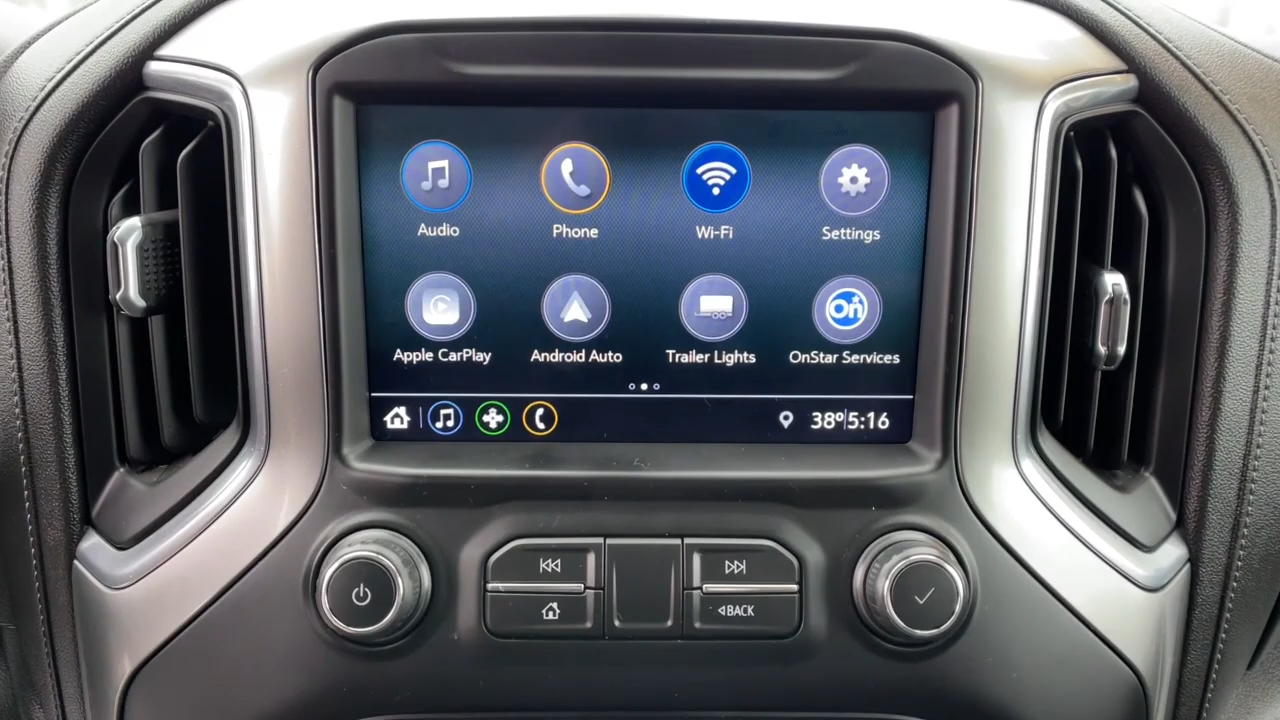 Audio Phone Wi-Fi Settings
Apple CarPlay Android Auto Trailer Lights On OnStar Services
38° 5:16
BACK